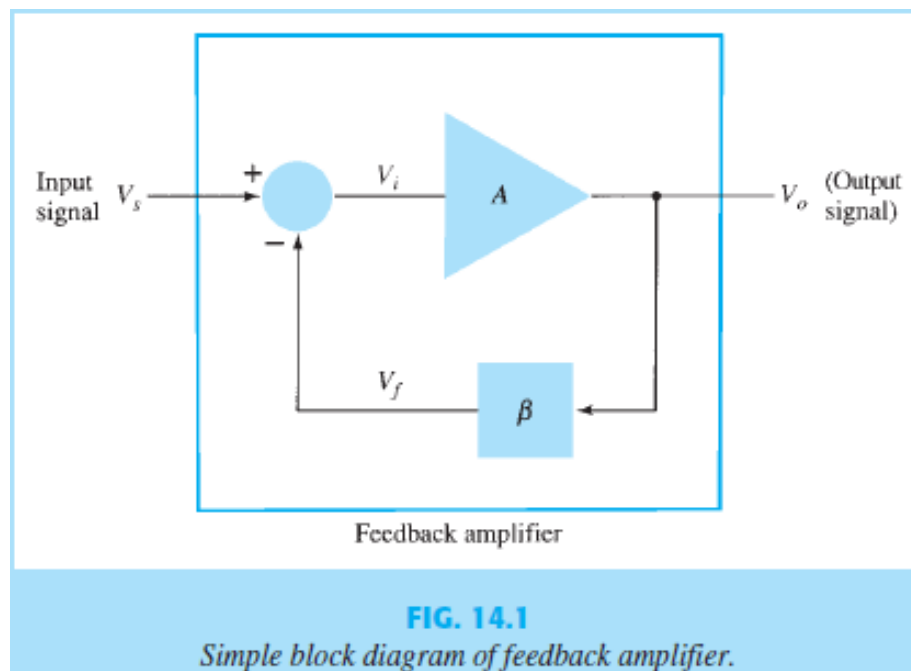 Input
signal
V_s
+
−
V_i
A
V_o
(Output
signal)
V_f
β
Feedback amplifier
FIG. 14.1
Simple block diagram of feedback amplifier.